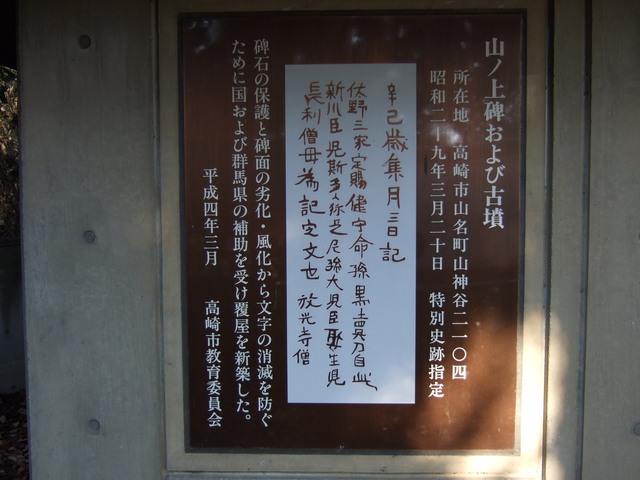 山ノ上碑および古墳
所在地 高崎市山名町山神谷二一〇四
昭和二十九年三月二十日 特別史跡指定
辛己歳集月三日記
佐野三家定賜健守命孫黒売刀自此
新川臣児斯多々弥足尼孫大児臣娶生児
長利僧母為記定文也 放光寺僧
碑石の保護と碑面の劣化・風化から文字の消滅を防ぐ
ために国および群馬県の補助を受け覆屋を新築した。
平成四年三月 高崎市教育委員会